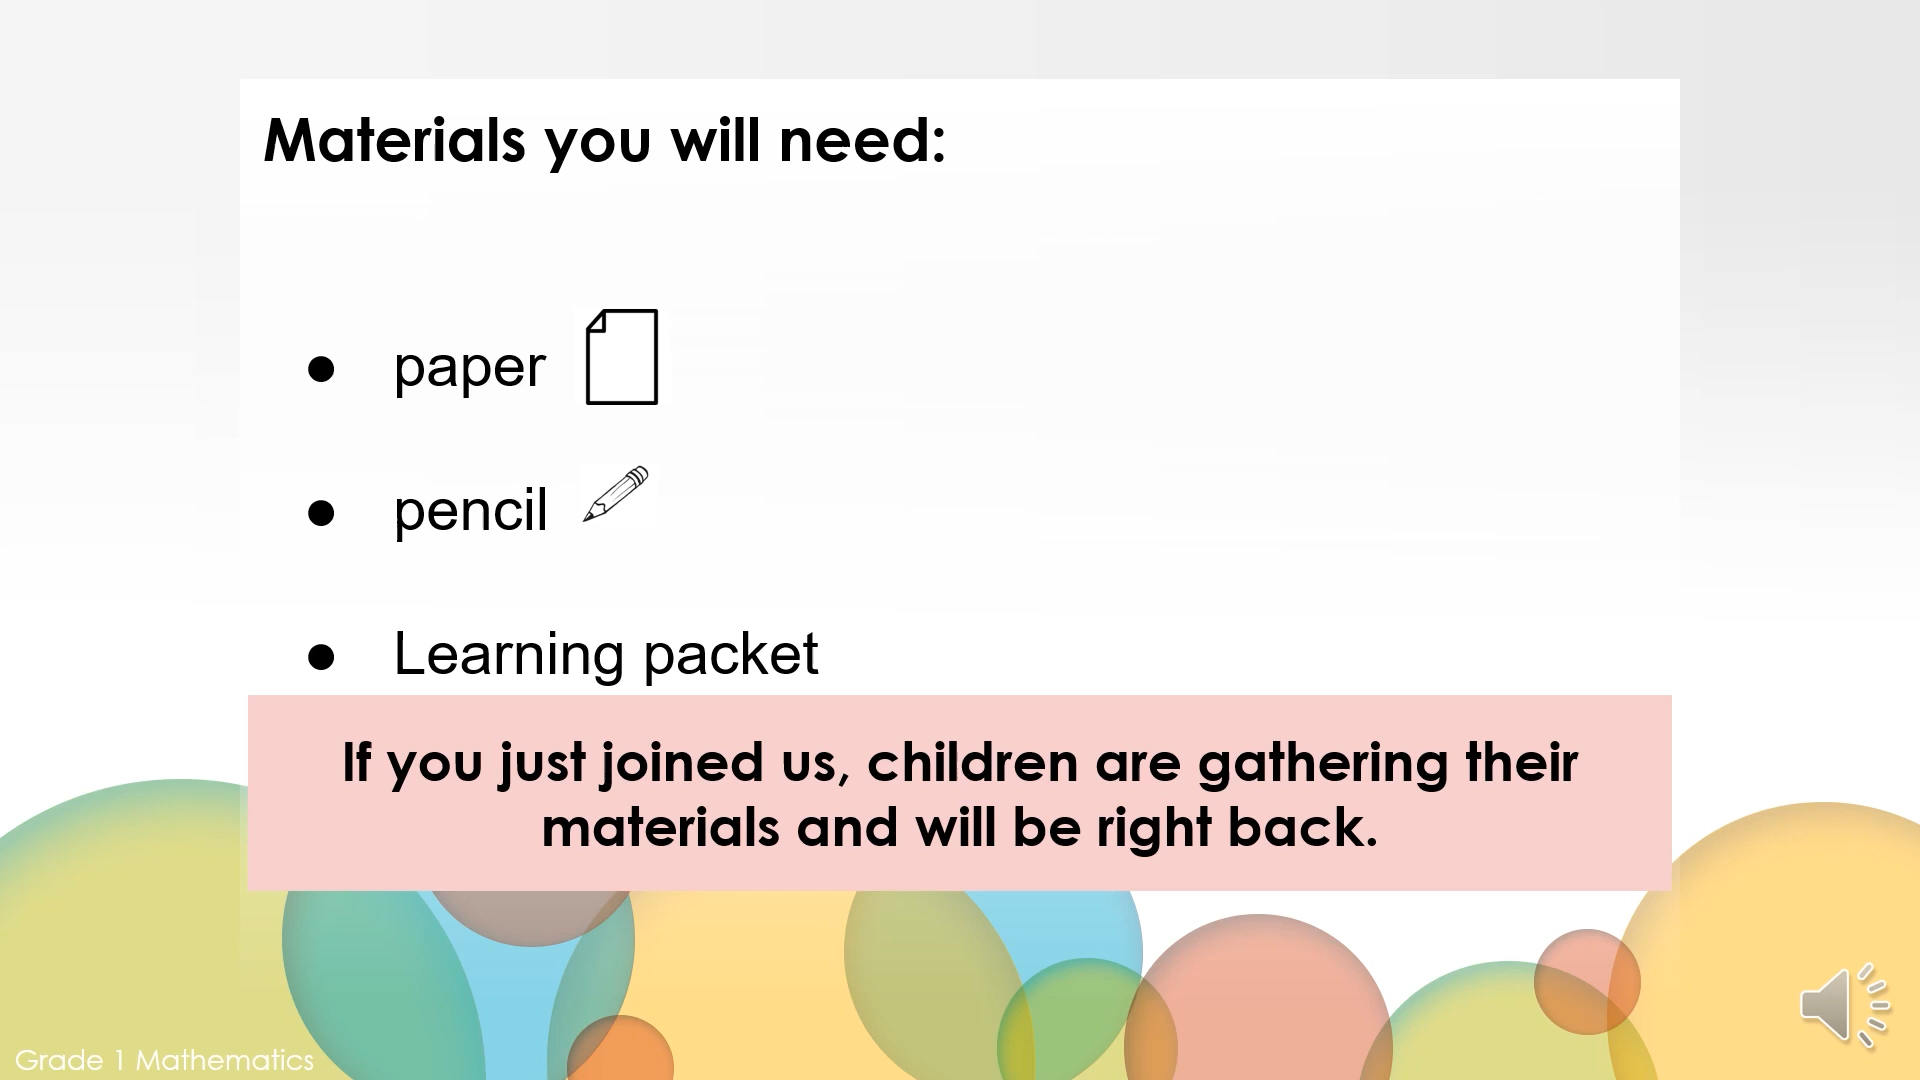 Materials you will need:
● paper
● pencil
● Learning packet
If you just joined us, children are gathering their
materials and will be right back.
Grade 1 Mathematics